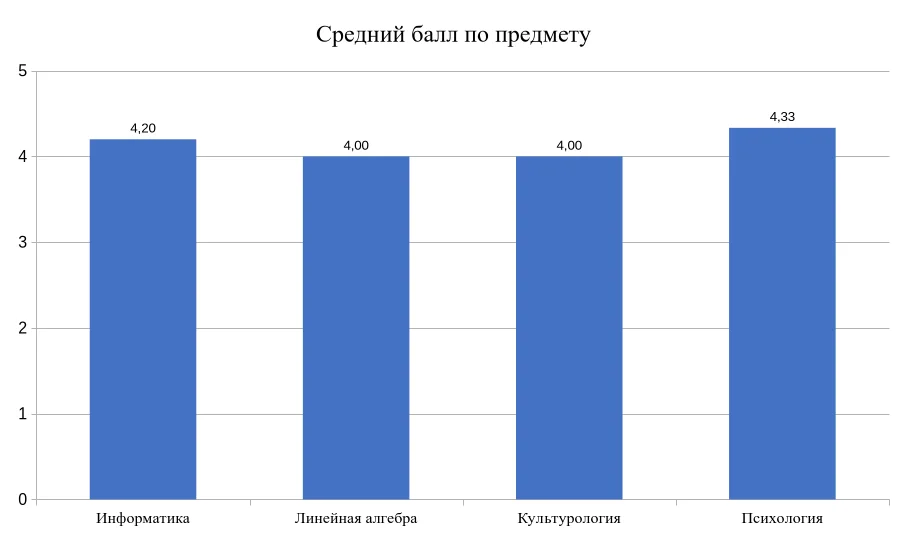 Средний балл по предмету
5
4,33
4,20
4,00
4,00
4
3
2
1
0
Информатика
Линейная алгебра
Культурология
Психология